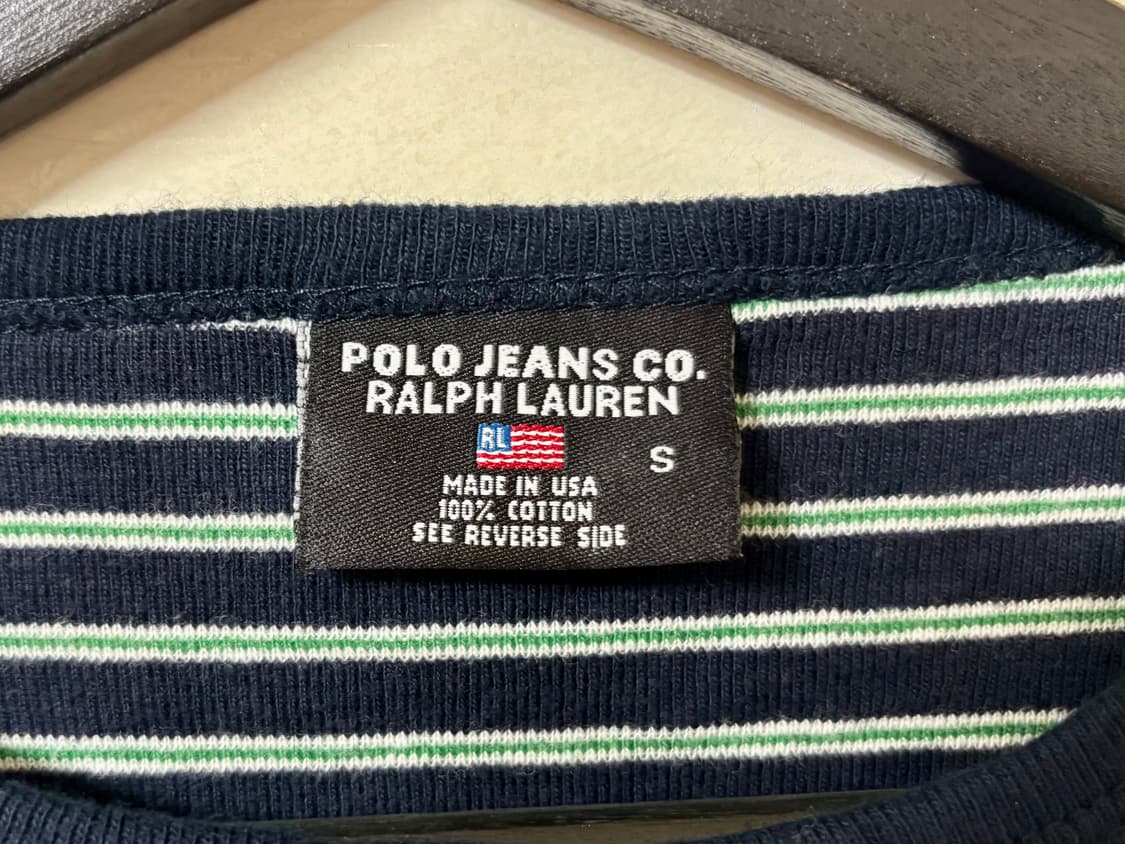 POLO JEANS CO.
RALPH LAUREN
RL
S
MADE IN USA
100% COTTON
SEE REVERSE SIDE